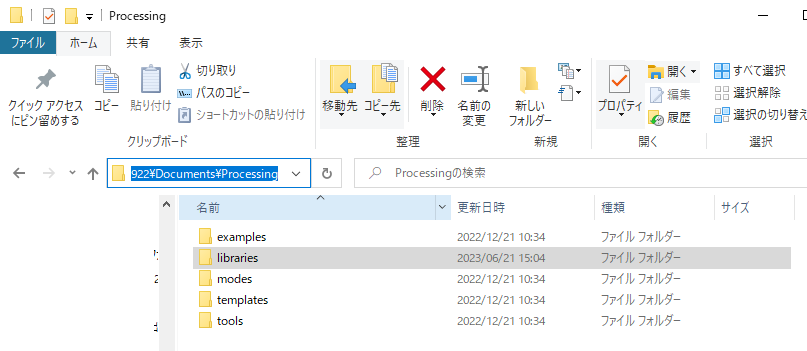 Processing
ファイル ホーム 共有 表示
クイック アクセス
にピン留めする
コピー
貼り付け
切り取り
パスのコピー
ショートカットの貼り付け
クリップボード
移動先
コピー先
削除
名前の
変更
整理
新しい
フォルダー
新規
プロパティ
開く
編集
履歴
開く
すべて選択
選択解除
選択の切り替え
選択
922¥Documents¥Processing
Processingの検索
名前 更新日時 種類 サイズ
examples 2022/12/21 10:34 ファイル フォルダー
libraries 2023/06/21 15:04 ファイル フォルダー
modes 2022/12/21 10:34 ファイル フォルダー
templates 2022/12/21 10:34 ファイル フォルダー
tools 2022/12/21 10:34 ファイル フォルダー